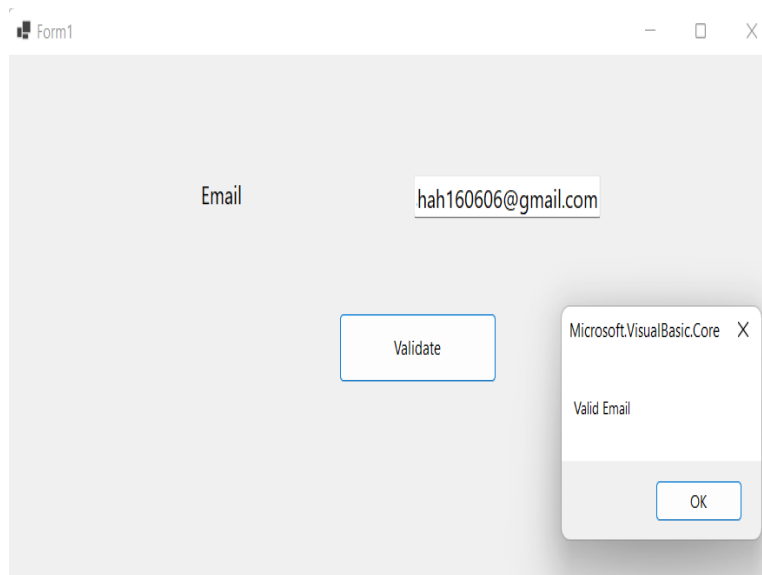 Form1
Email
hah160606@gmail.com
Validate
Microsoft.VisualBasic.Core
Valid Email
OK